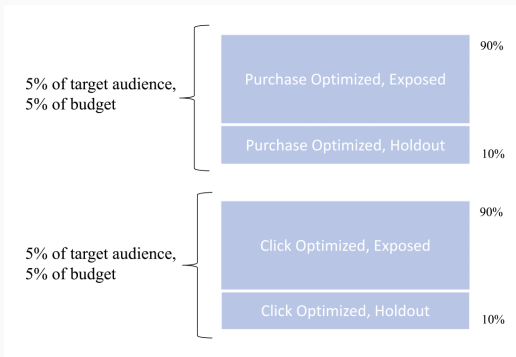 90%
Purchase Optimized, Exposed
5% of target audience,
5% of budget
Purchase Optimized, Holdout
10%
90%
Click Optimized, Exposed
5% of target audience,
5% of budget
Click Optimized, Holdout
10%